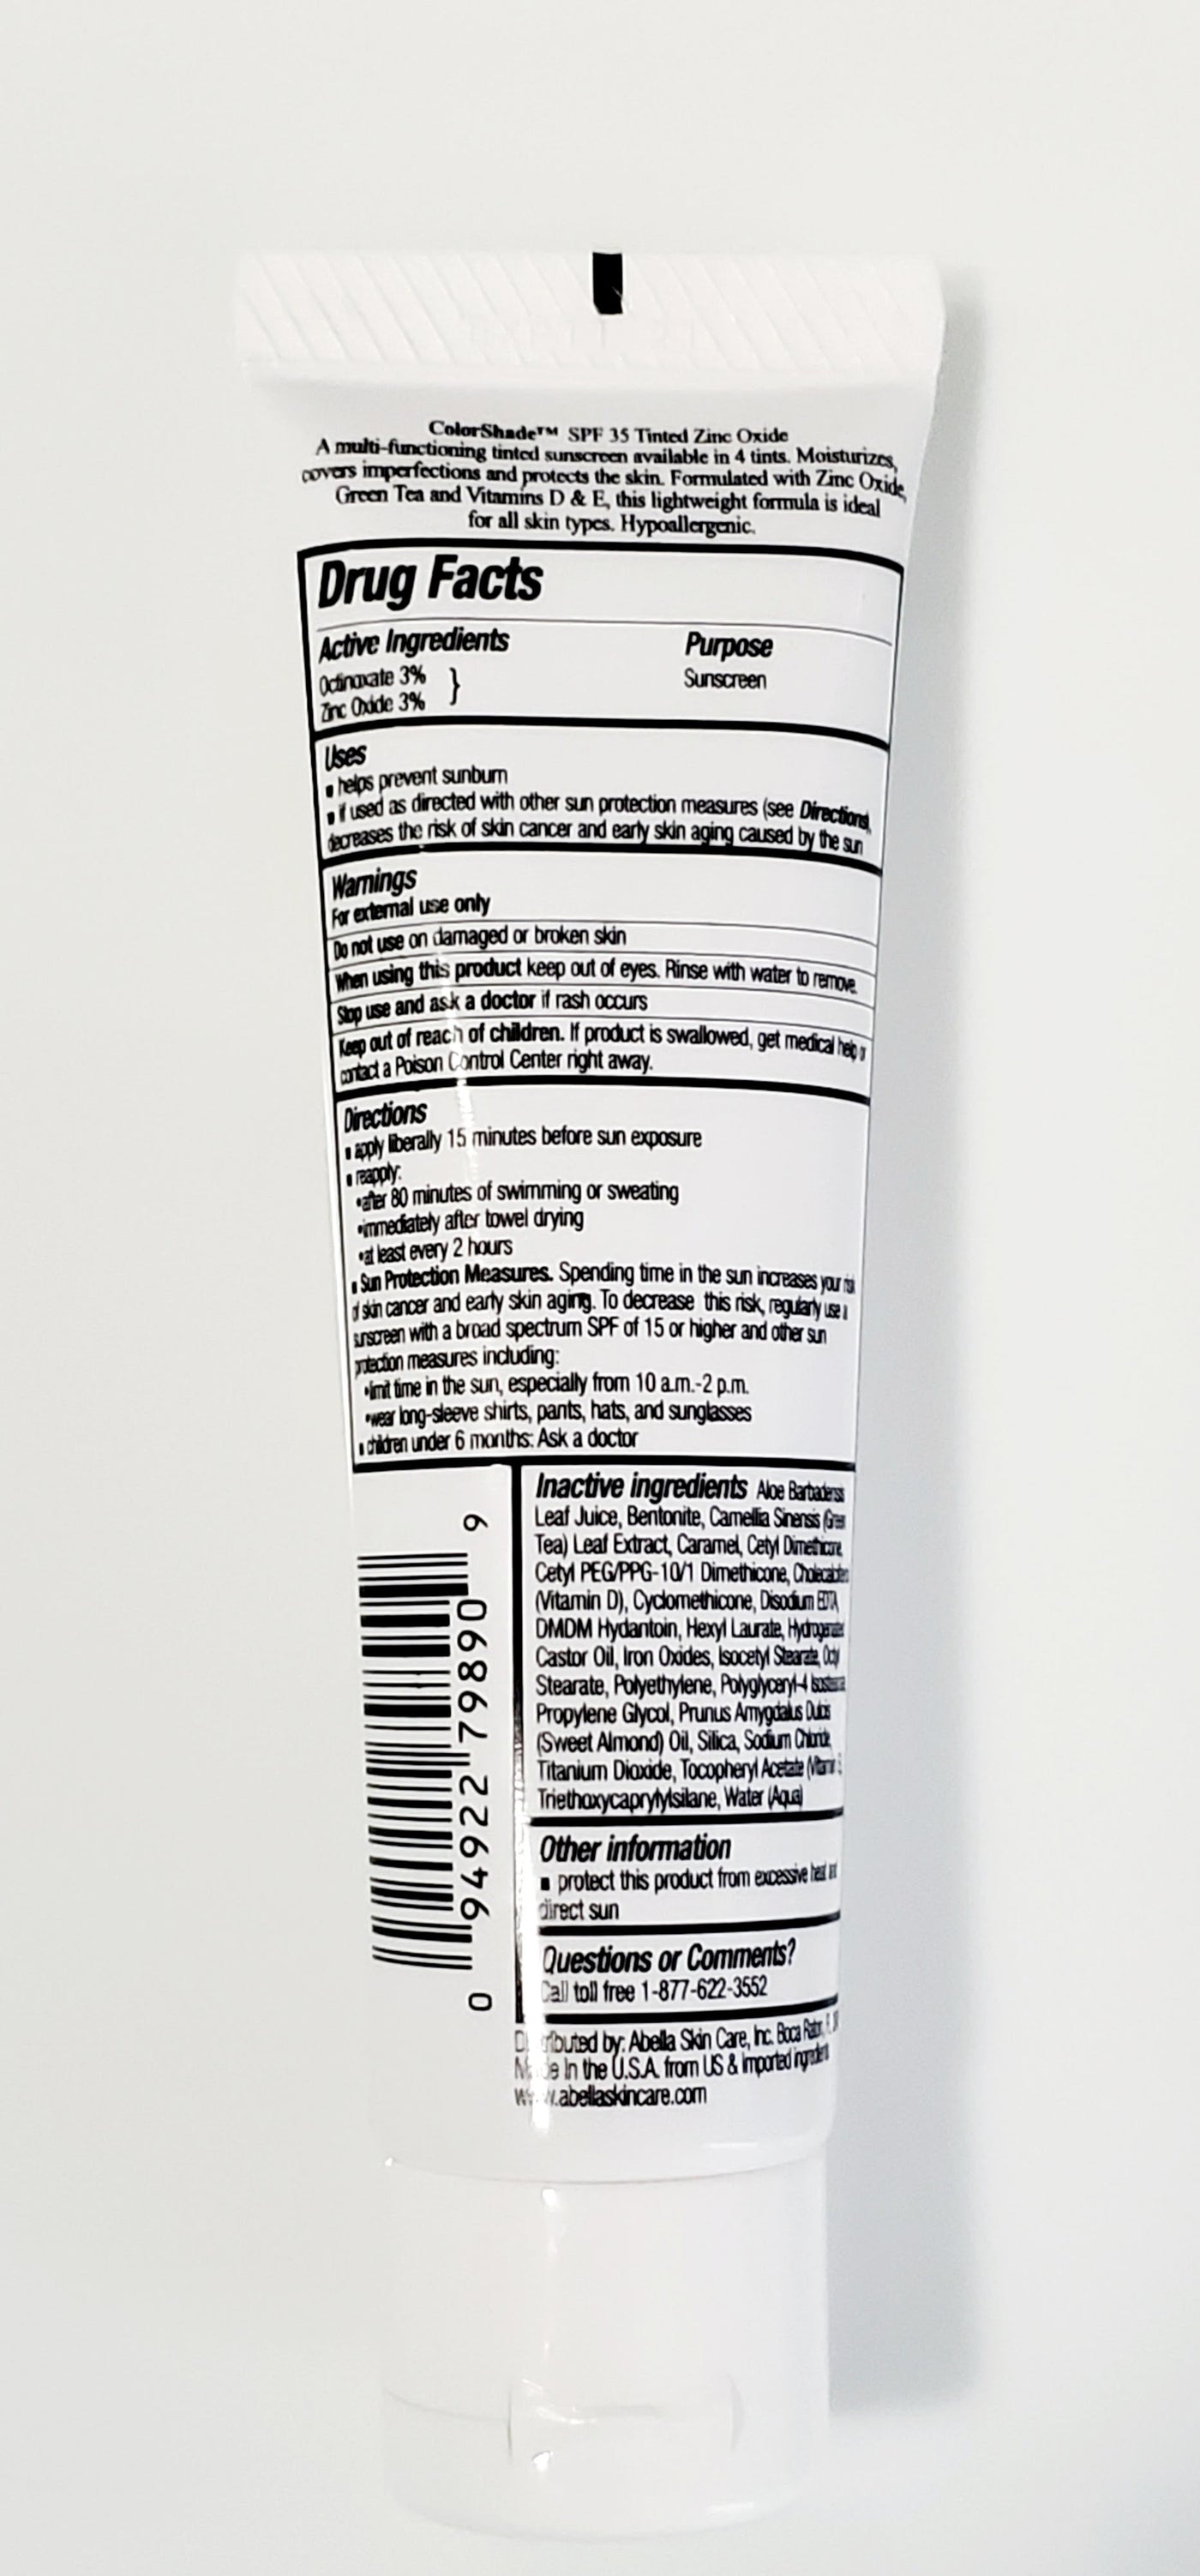 ColorShade™ SPF 35 Tinted Zinc Oxide
A multi-functioning tinted sunscreen available in 4 tints. Moisturizes,
covers imperfections and protects the skin. Formulated with Zinc Oxide,
Green Tea and Vitamins D & E, this lightweight formula is ideal
for all skin types. Hypoallergenic.
Drug Facts
Active Ingredients Purpose
Octinoxate 3% } Sunscreen
Zinc Oxide 3%
Uses
▪ helps prevent sunburn
▪ if used as directed with other sun protection measures (see Directions),
decreases the risk of skin cancer and early skin aging caused by the sun
Warnings
For external use only
Do not use on damaged or broken skin
When using this product keep out of eyes. Rinse with water to remove.
Stop use and ask a doctor if rash occurs
Keep out of reach of children. If product is swallowed, get medical help or
contact a Poison Control Center right away.
Directions
▪ apply liberally 15 minutes before sun exposure
▪ reapply:
•after 80 minutes of swimming or sweating
•immediately after towel drying
•at least every 2 hours
▪ Sun Protection Measures. Spending time in the sun increases your risk
of skin cancer and early skin aging. To decrease this risk, regularly use a
sunscreen with a broad spectrum SPF of 15 or higher and other sun
protection measures including:
•limit time in the sun, especially from 10 a.m.-2 p.m.
•wear long-sleeve shirts, pants, hats, and sunglasses
▪ children under 6 months: Ask a doctor
Inactive ingredients Aloe Barbadensis
Leaf Juice, Bentonite, Camellia Sinensis (Green
Tea) Leaf Extract, Caramel, Cetyl Dimethicone,
Cetyl PEG/PPG-10/1 Dimethicone, Cholecalciferol
(Vitamin D), Cyclomethicone, Disodium EDTA,
DMDM Hydantoin, Hexyl Laurate, Hydrogenated
Castor Oil, Iron Oxides, Isocetyl Stearate, Octyl
Stearate, Polyethylene, Polyglyceryl-4 Isostearate,
Propylene Glycol, Prunus Amygdalus Dulcis
(Sweet Almond) Oil, Silica, Sodium Chloride,
Titanium Dioxide, Tocopheryl Acetate (Vitamin E),
Triethoxycaprylylsilane, Water (Aqua)
Other information
▪ protect this product from excessive heat and
direct sun
Questions or Comments?
Call toll free 1-877-622-3552
Distributed by: Abella Skin Care, Inc. Boca Raton,
Made In the U.S.A. from US & imported ingredients
www.abellaskincare.com
0 94922 79890 9